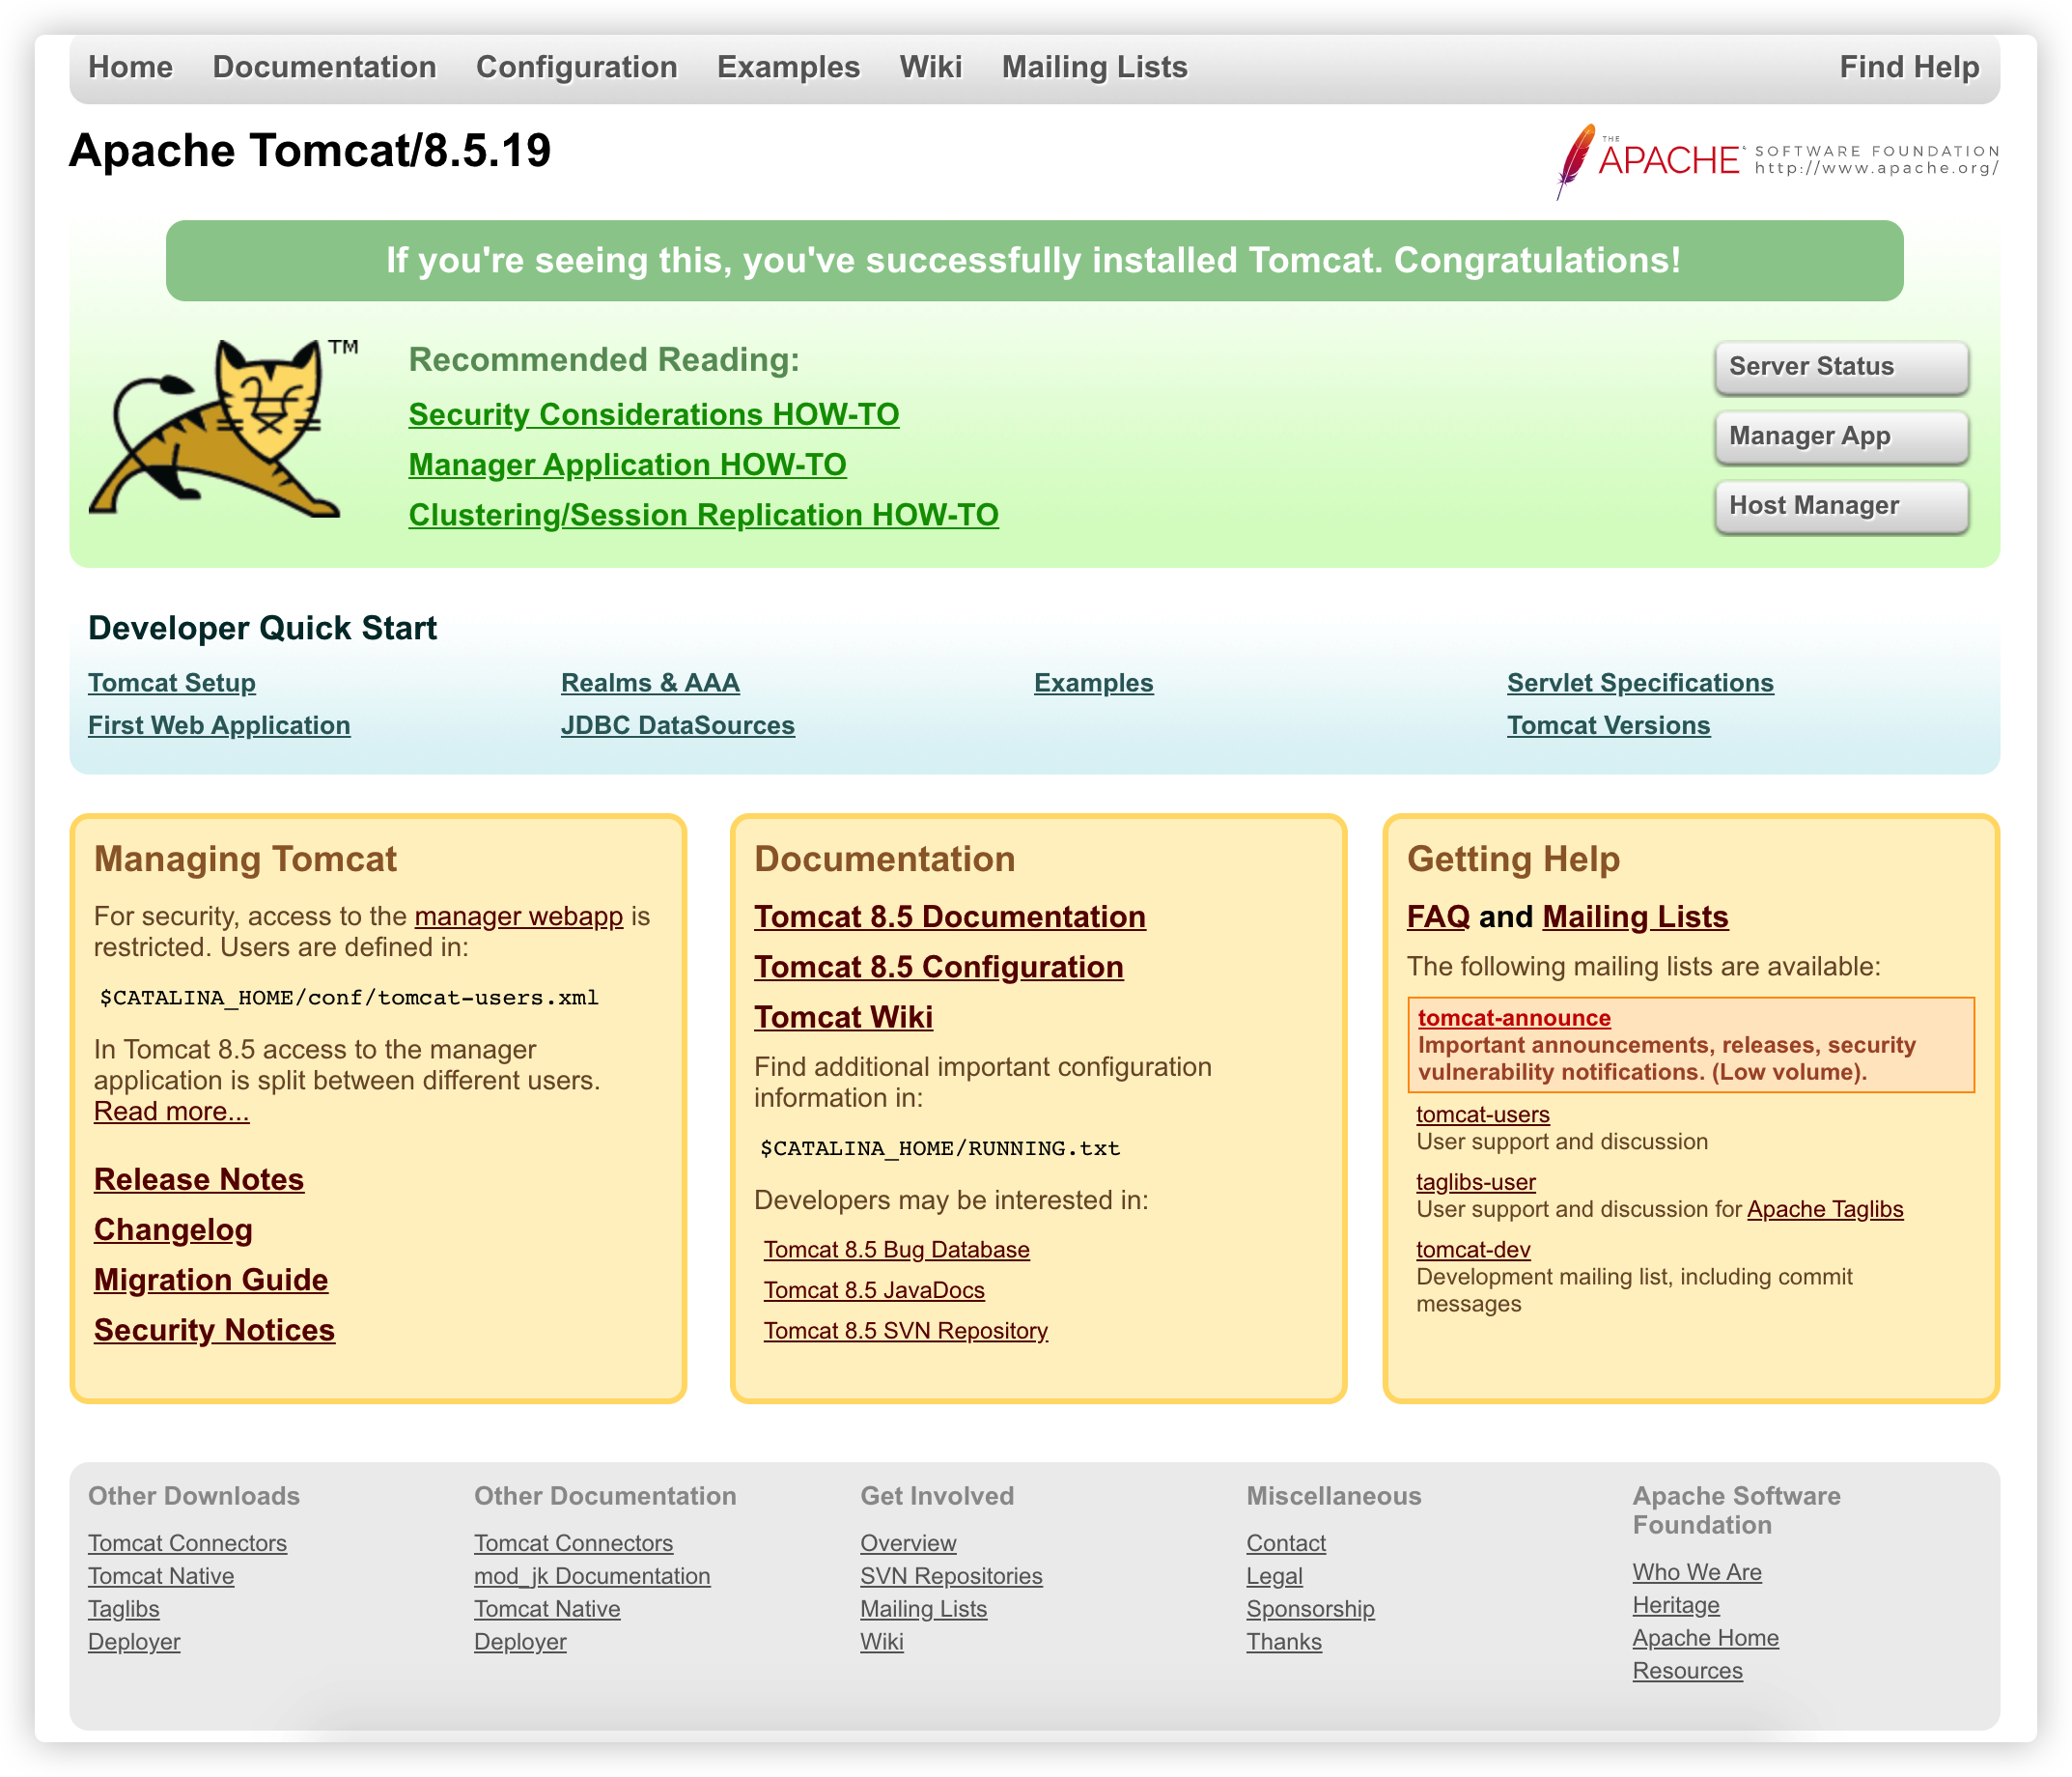 Home Documentation Configuration Examples Wiki Mailing Lists Find Help
Apache Tomcat/8.5.19
THE
APACHE
SOFTWARE FOUNDATION
http://www.apache.org/
If you're seeing this, you've successfully installed Tomcat. Congratulations!
TM
Recommended Reading:
Security Considerations HOW-TO
Manager Application HOW-TO
Clustering/Session Replication HOW-TO
Server Status
Manager App
Host Manager
Developer Quick Start
Tomcat Setup
First Web Application
Realms & AAA
JDBC DataSources
Examples
Servlet Specifications
Tomcat Versions
Managing Tomcat
For security, access to the manager webapp is
restricted. Users are defined in:
$CATALINA_HOME/conf/tomcat-users.xml
In Tomcat 8.5 access to the manager
application is split between different users.
Read more...
Release Notes
Changelog
Migration Guide
Security Notices
Documentation
Tomcat 8.5 Documentation
Tomcat 8.5 Configuration
Tomcat Wiki
Find additional important configuration
information in:
$CATALINA_HOME/RUNNING.txt
Developers may be interested in:
Tomcat 8.5 Bug Database
Tomcat 8.5 JavaDocs
Tomcat 8.5 SVN Repository
Getting Help
FAQ and Mailing Lists
The following mailing lists are available:
tomcat-announce
Important announcements, releases, security
vulnerability notifications. (Low volume).
tomcat-users
User support and discussion
taglibs-user
User support and discussion for Apache Taglibs
tomcat-dev
Development mailing list, including commit
messages
Other Downloads
Tomcat Connectors
Tomcat Native
Taglibs
Deployer
Other Documentation
Tomcat Connectors
mod_jk Documentation
Tomcat Native
Deployer
Get Involved
Overview
SVN Repositories
Mailing Lists
Wiki
Miscellaneous
Contact
Legal
Sponsorship
Thanks
Apache Software
Foundation
Who We Are
Heritage
Apache Home
Resources